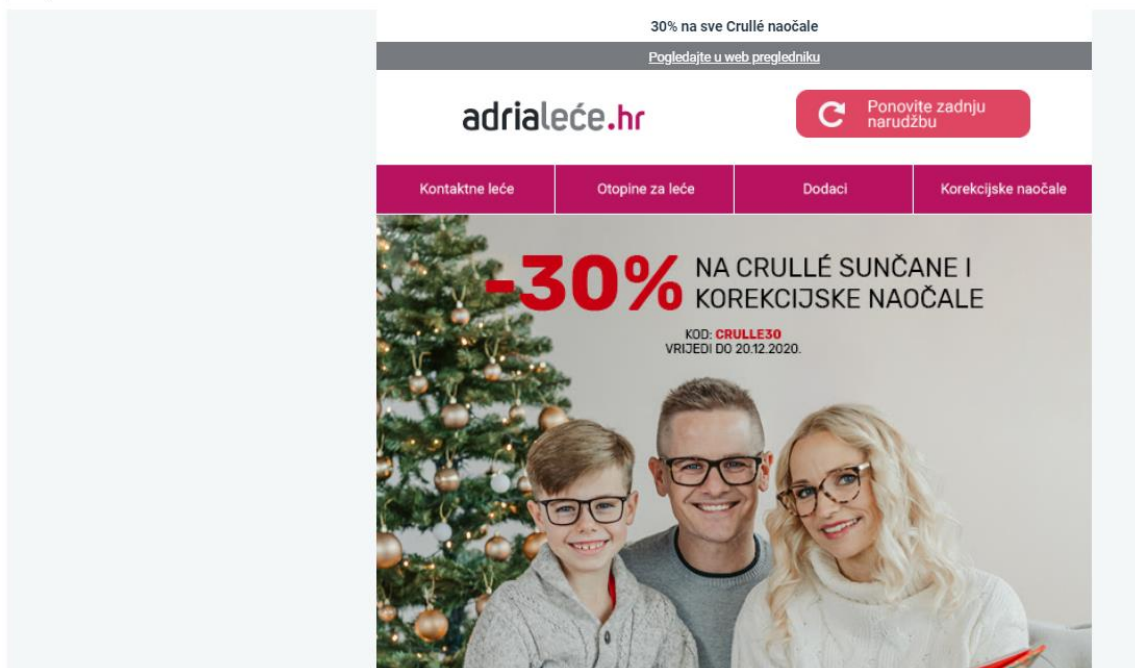 30% na sve Crullé naočale
Pogledajte u web pregledniku
adrialeće.hr
Ponovite zadnju
narudžbu
Kontaktne leće
Otopine za leće
Dodaci
Korekcijske naočale
-30% NA CRULLÉ SUNČANE I
KOREKCIJSKE NAOČALE
KOD: CRULLE30
VRIJEDI DO 20.12.2020.